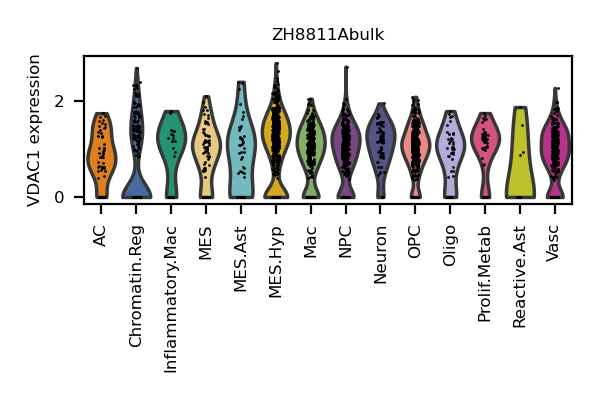 ZH8811Abulk
VDAC1 expression
2
0
AC
Chromatin.Reg
Inflammatory.Mac
MES
MES.Ast
MES.Hyp
Mac
NPC
Neuron
OPC
Oligo
Prolif.Metab
Reactive.Ast
Vasc